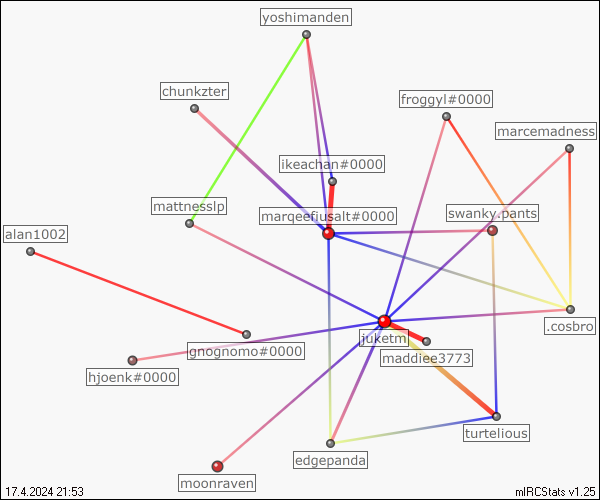 yoshimanden
chunkzter
froggyl#0000
marcemadness
ikeachan#0000
mattnesslp
marqeefiusalt#0000
swanky.pants
alan1002
.cosbro
juketm
gnognomo#0000
maddiee3773
hjoenk#0000
turtelious
edgepanda
moonraven
17.4.2024 21:53
mIRCStats v1.25